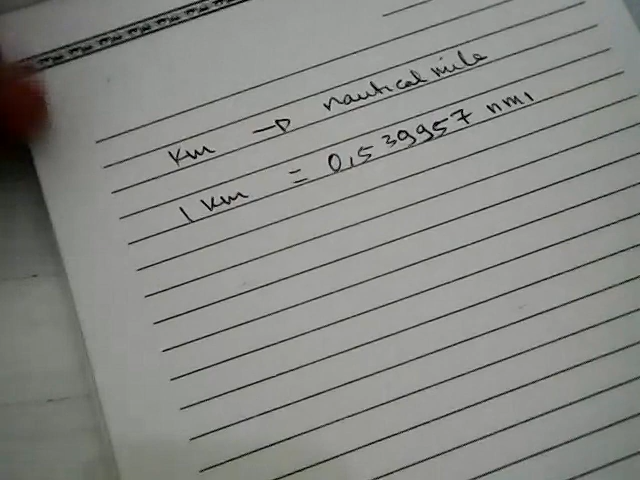 km → nautical mile
1 km = 0,539957 nmi